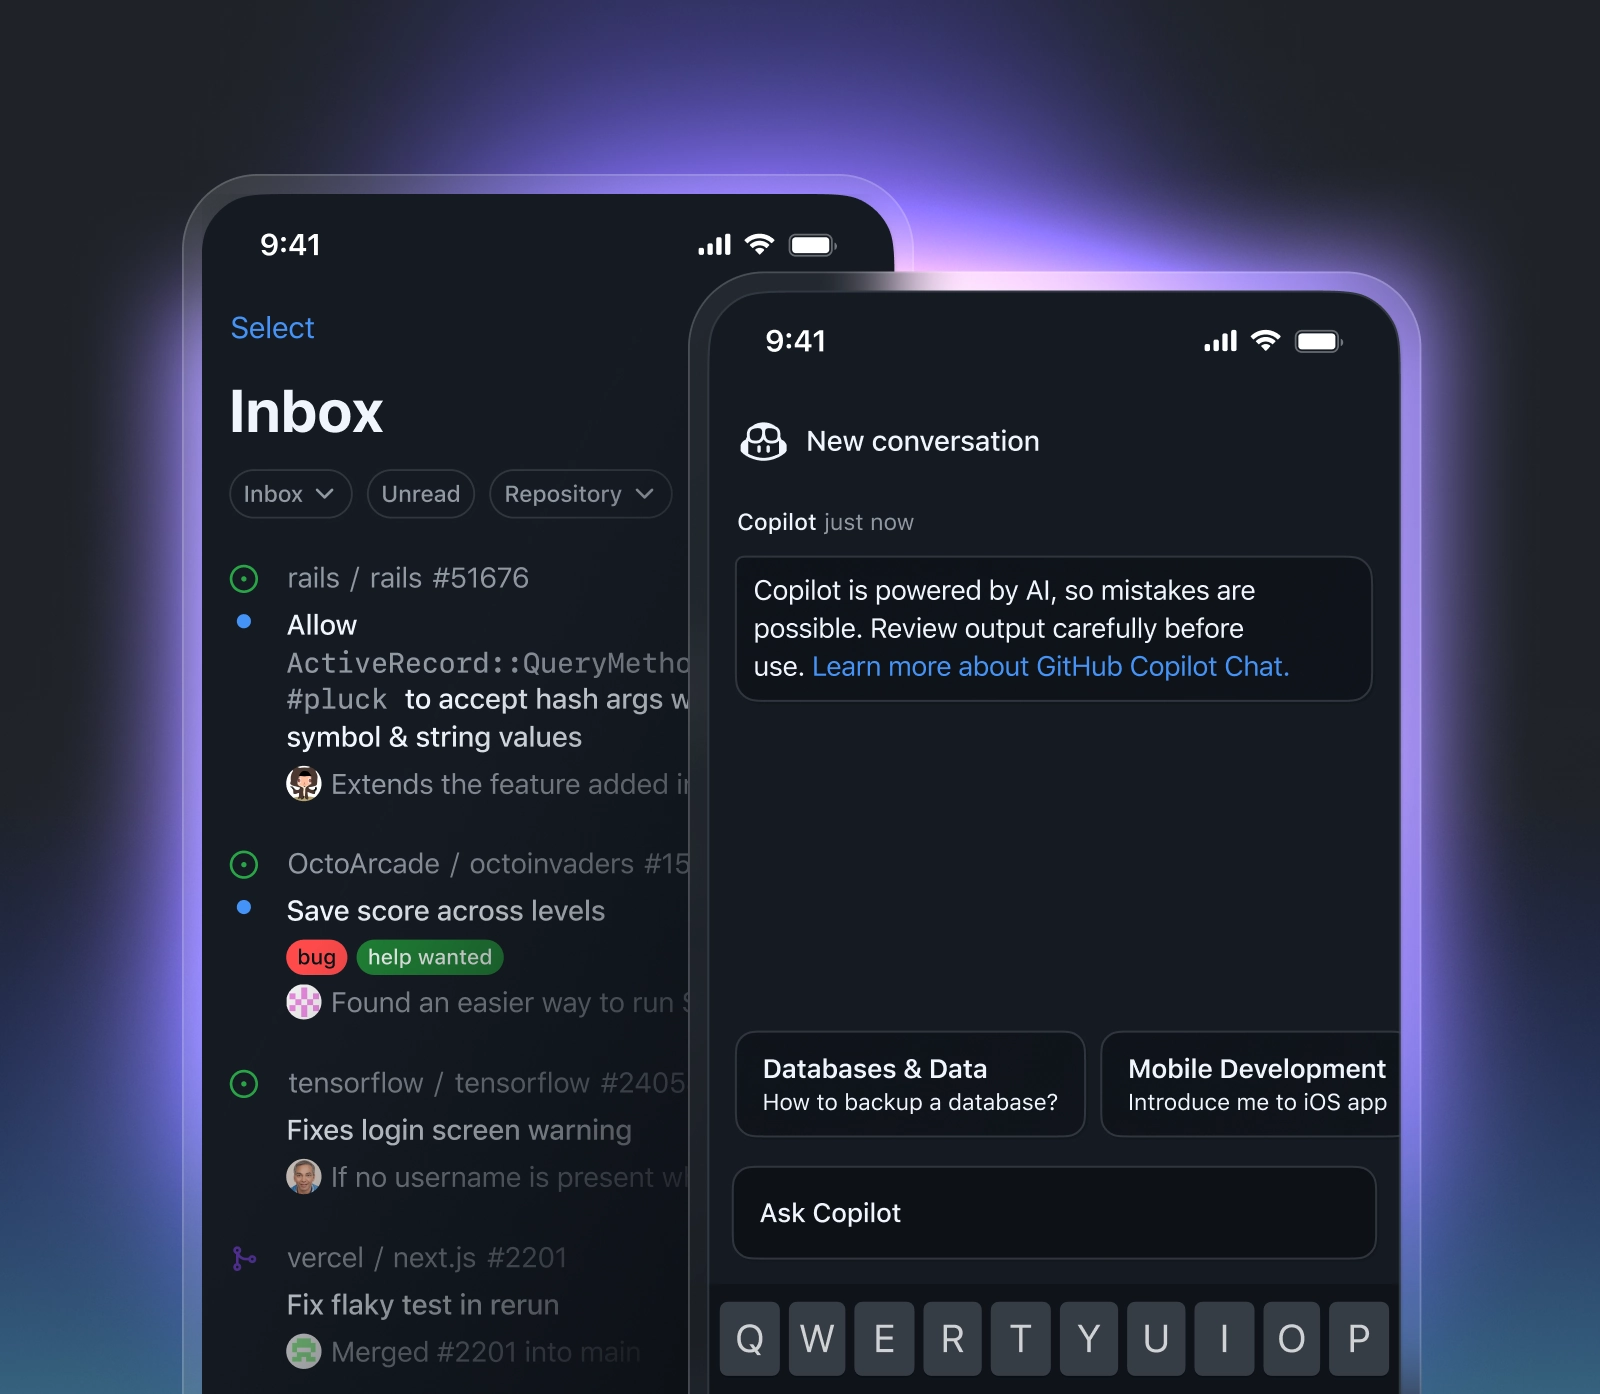 9:41
Select
Inbox
Inbox
Unread
Repository
rails / rails #51676
Allow
ActiveRecord::QueryMetho
#pluck to accept hash args w
symbol & string values
Extends the feature added in
OctoArcade / octoinvaders #15
Save score across levels
bug
help wanted
Found an easier way to run S
tensorflow / tensorflow #2405
Fixes login screen warning
If no username is present wh
vercel / next.js #2201
Fix flaky test in rerun
Merged #2201 into main
9:41
New conversation
Copilot just now
Copilot is powered by AI, so mistakes are
possible. Review output carefully before
use. Learn more about GitHub Copilot Chat.
Databases & Data
How to backup a database?
Mobile Development
Introduce me to iOS app
Ask Copilot
Q W E R T Y U I O P